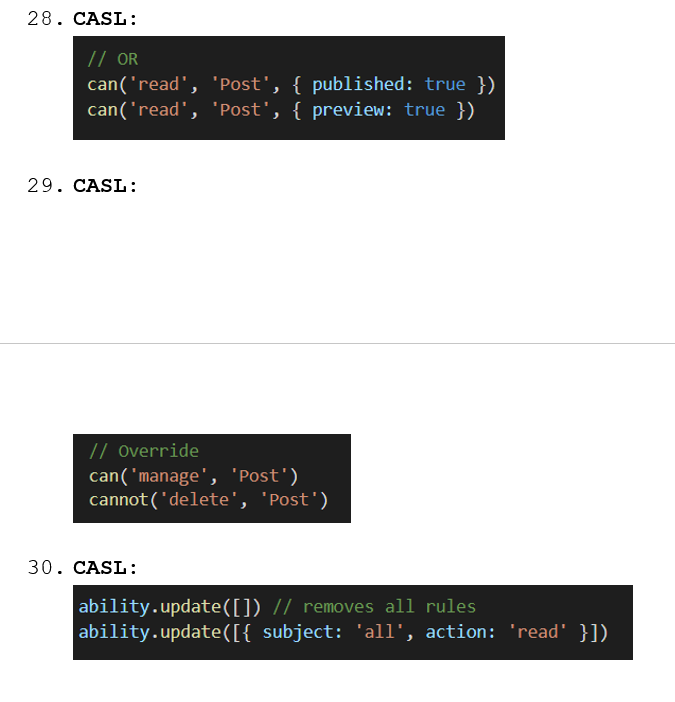 28. CASL:
// OR
can('read', 'Post', { published: true })
can('read', 'Post', { preview: true })
29. CASL:
// Override
can('manage', 'Post')
cannot('delete', 'Post')
30. CASL:
ability.update([]) // removes all rules
ability.update([{ subject: 'all', action: 'read' }])